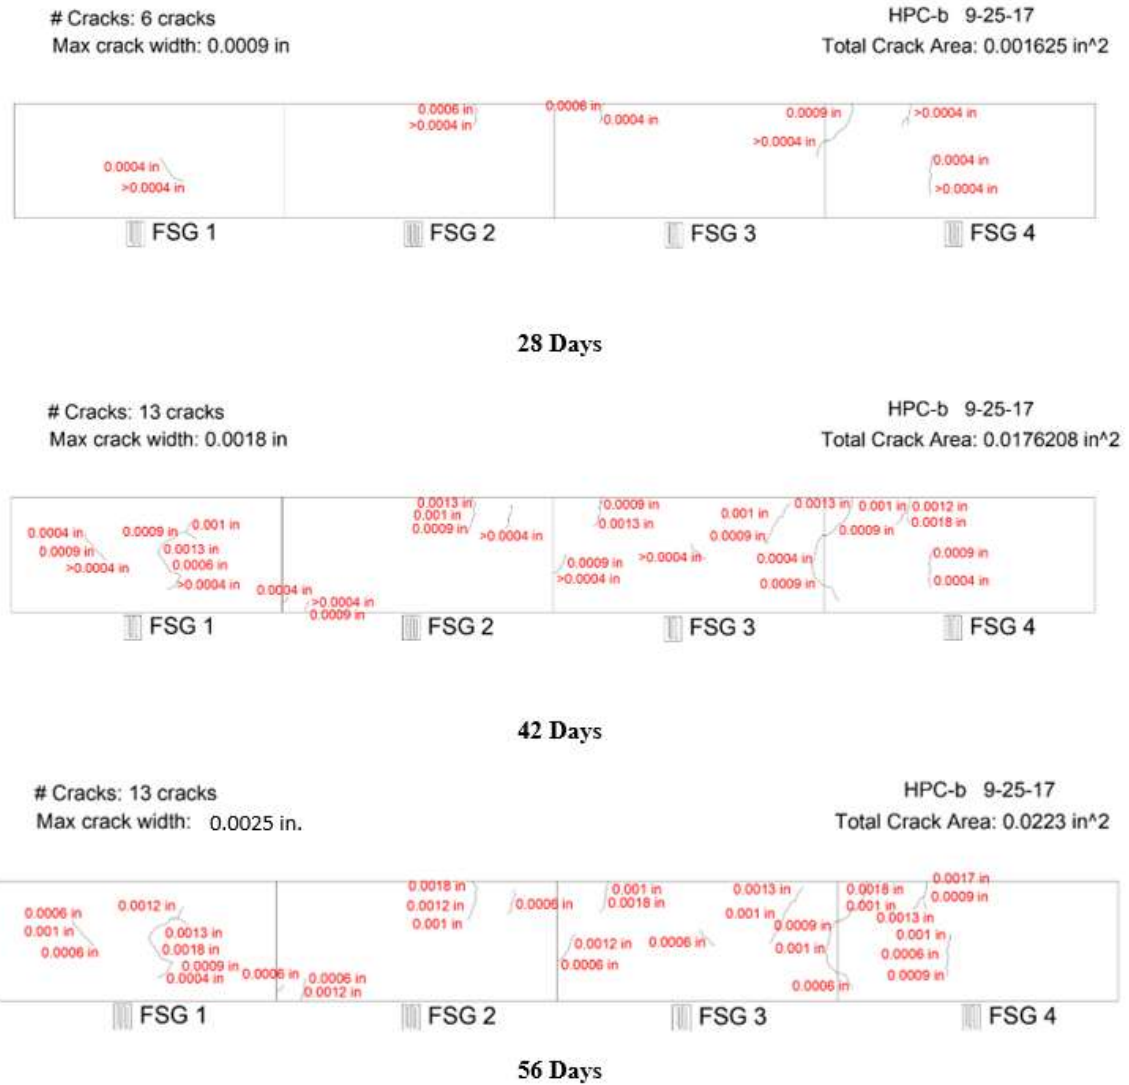 # Cracks: 6 cracks
HPC-b 9-25-17
Max crack width: 0.0009 in
Total Crack Area: 0.001625 in^2
0.0006 in
0.0006 in
0.0009 in
>0.0004 in
>0.0004 in
0.0004 in
>0.0004 in
0.0004 in
>0.0004 in
0.0004 in
>0.0004 in
FSG 1
FSG 2
FSG 3
FSG 4
28 Days
# Cracks: 13 cracks
HPC-b 9-25-17
Max crack width: 0.0018 in
Total Crack Area: 0.0176208 in^2
0.0004 in
0.0009 in
>0.0004 in
0.0009 in
0.001 in
0.0013 in
0.0006 in
>0.0004 in
0.0004 in
>0.0004 in
0.0009 in
0.0013 in
0.001 in
0.0009 in
>0.0004 in
0.0009 in
0.0013 in
0.0009 in
>0.0004 in
>0.0004 in
0.001 in
0.0009 in
0.0013 in
0.0004 in
0.0009 in
0.001 in
0.0009 in
0.0012 in
0.0018 in
0.0009 in
0.0004 in
FSG 1
FSG 2
FSG 3
FSG 4
42 Days
# Cracks: 13 cracks
HPC-b 9-25-17
Max crack width: 0.0025 in.
Total Crack Area: 0.0223 in^2
0.0006 in
0.001 in
0.0006 in
0.0012 in
0.0013 in
0.0018 in
0.0009 in
0.0004 in
0.0006 in
0.0006 in
0.0012 in
0.0018 in
0.0012 in
0.001 in
0.0006 in
0.001 in
0.0018 in
0.0012 in
0.0006 in
0.0006 in
0.0013 in
0.001 in
0.0009 in
0.001 in
0.0006 in
0.0018 in
0.001 in
0.0017 in
0.0009 in
0.0013 in
0.001 in
0.0006 in
0.0009 in
FSG 1
FSG 2
FSG 3
FSG 4
56 Days